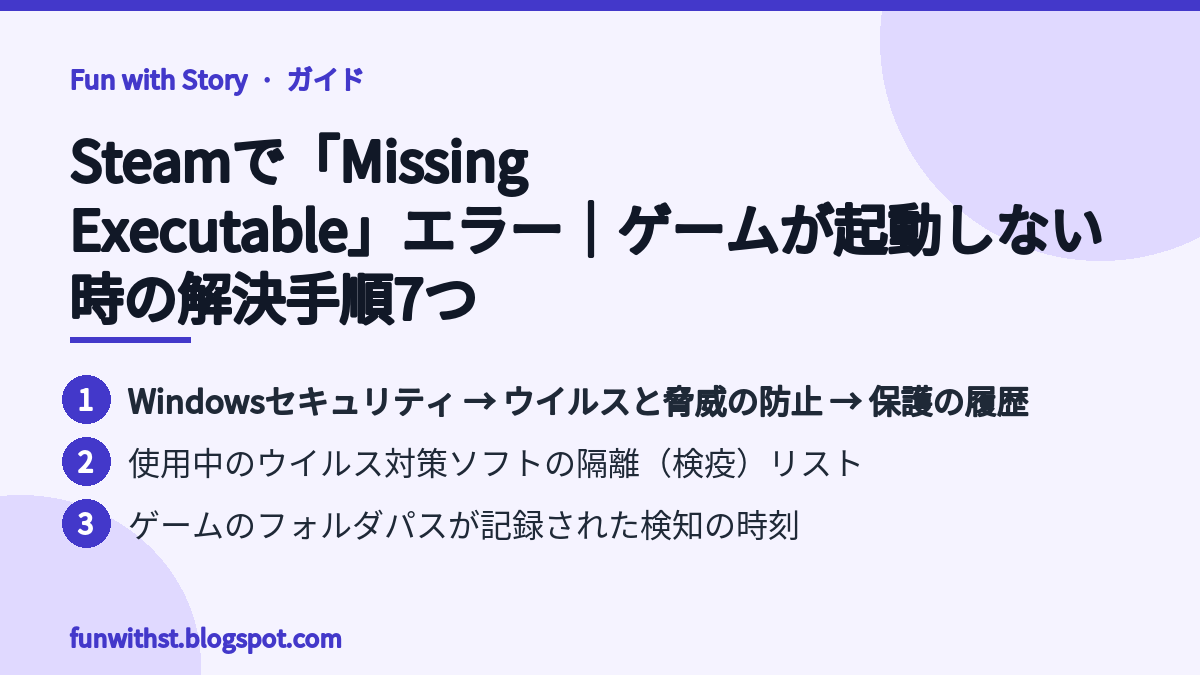 Fun with Story ・ ガイド
Steamで「Missing
Executable」エラー｜ゲームが起動しない
時の解決手順7つ
1 Windowsセキュリティ → ウイルスと脅威の防止 → 保護の履歴
2 使用中のウイルス対策ソフトの隔離（検疫）リスト
3 ゲームのフォルダパスが記録された検知の時刻
funwithst.blogspot.com